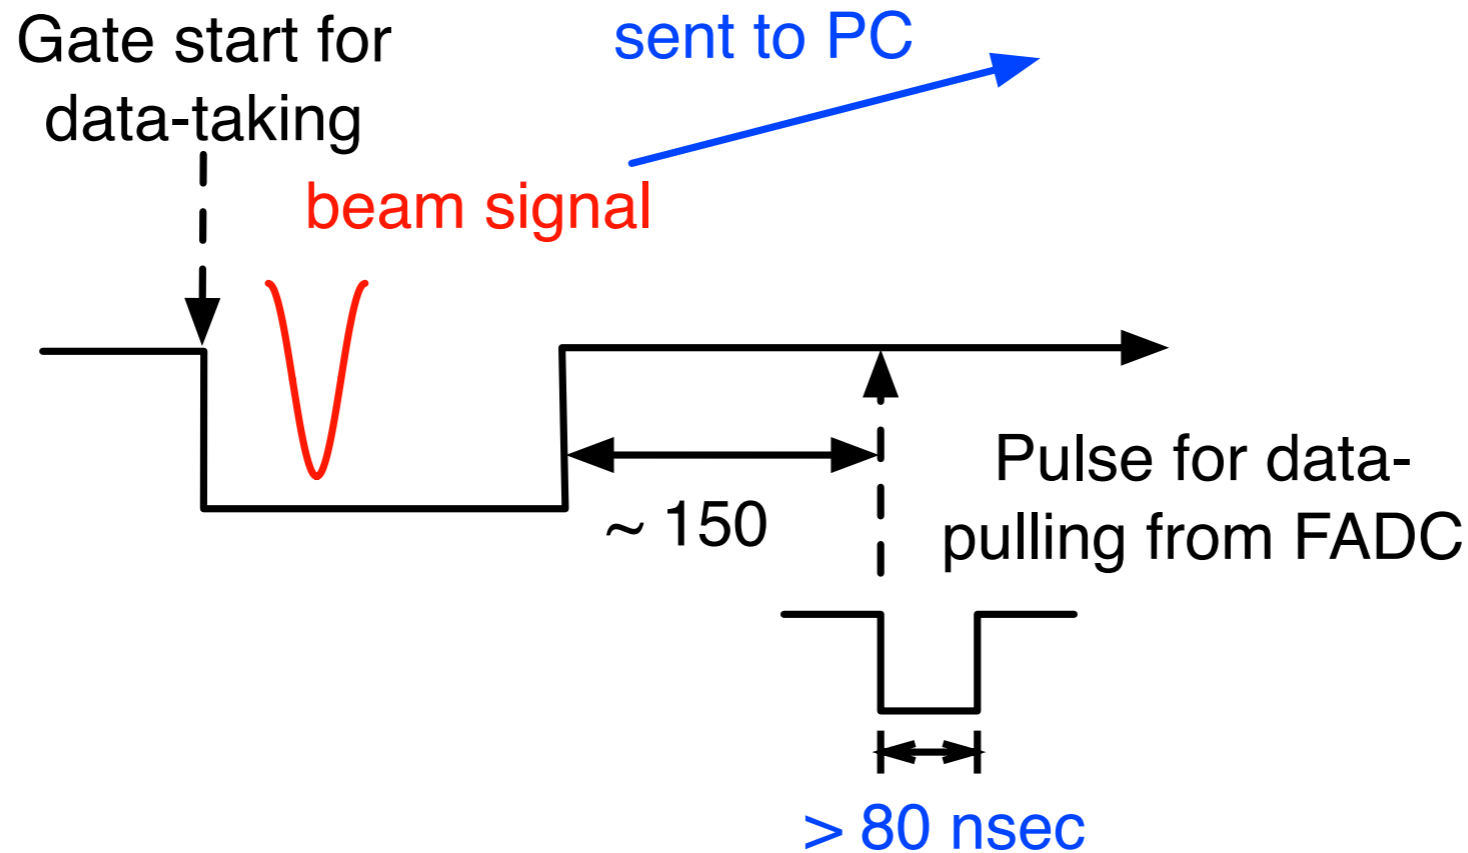 Gate start for
data-taking
sent to PC
beam signal
~ 150
Pulse for data-
pulling from FADC
> 80 nsec